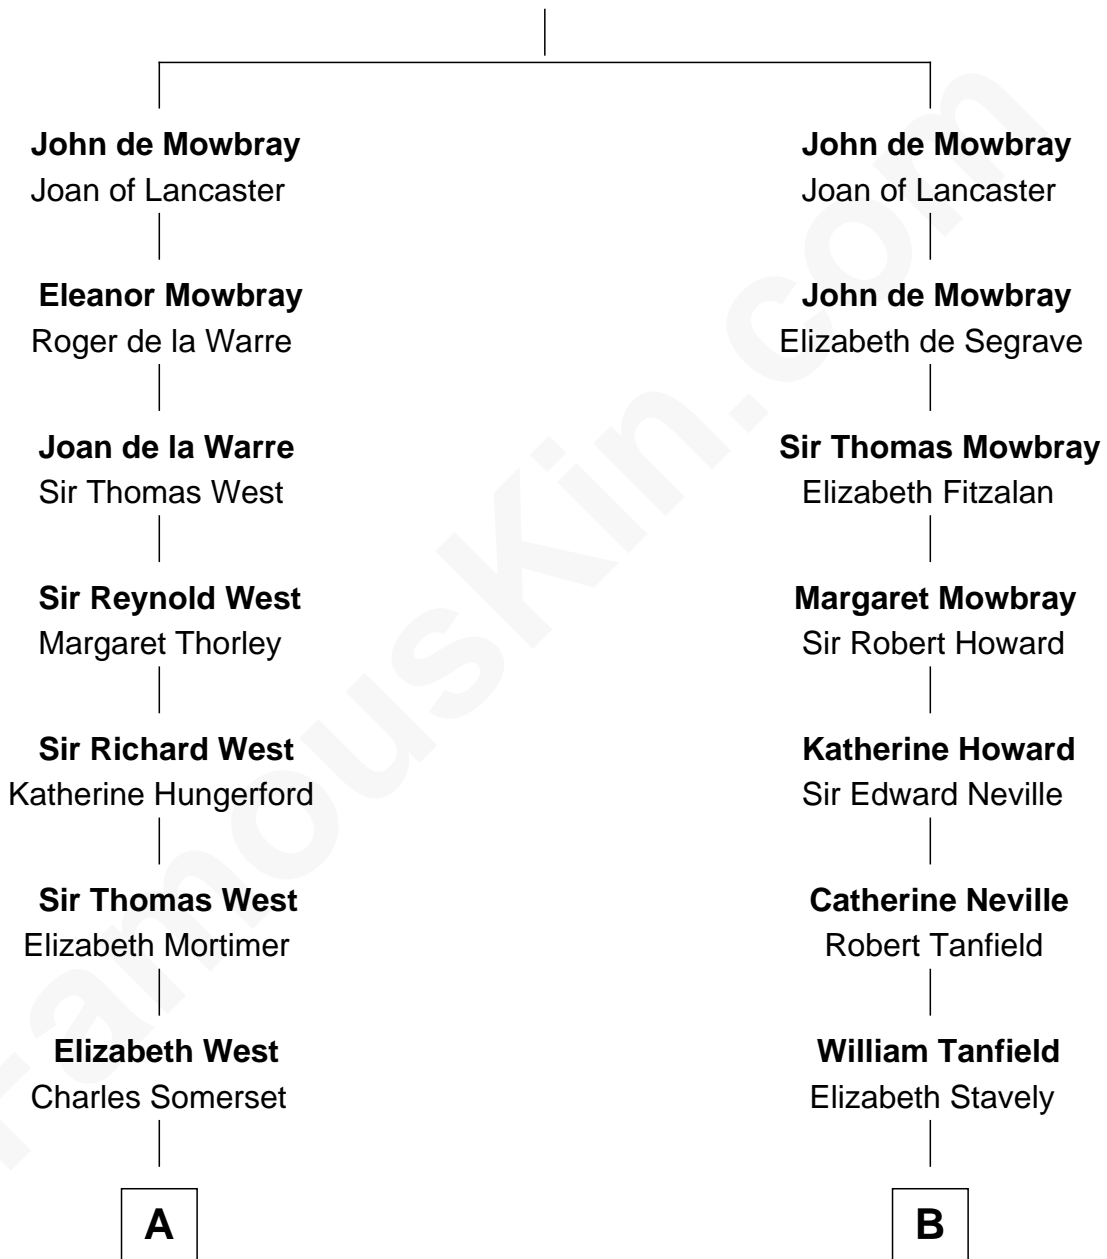 John de Mowbray
Joan of Lancaster
Eleanor Mowbray
Roger de la Warre
Joan de la Warre
Sir Thomas West
Sir Reynold West
Margaret Thorley
Sir Richard West
Katherine Hungerford
Sir Thomas West
Elizabeth Mortimer
Elizabeth West
Charles Somerset
A
John de Mowbray
Joan of Lancaster
John de Mowbray
Elizabeth de Segrave
Sir Thomas Mowbray
Elizabeth Fitzalan
Margaret Mowbray
Sir Robert Howard
Katherine Howard
Sir Edward Neville
Catherine Neville
Robert Tanfield
William Tanfield
Elizabeth Stavely
B
FamousKin.com